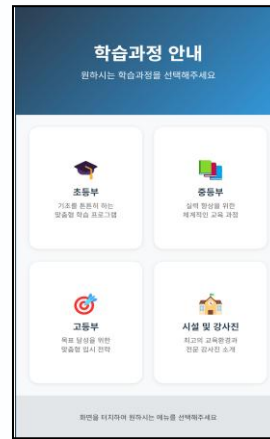 학습과정 안내
원하시는 학습과정을 선택해주세요
초등부
기초를 튼튼히 하는
맞춤형 학습 프로그램
중등부
실력 향상을 위한
체계적인 교육 과정
고등부
목표 달성을 위한
맞춤형 입시 전략
시설 및 강사진
최고의 교육환경과
전문 강사진 소개
화면을 터치하여 원하시는 메뉴를 선택해주세요